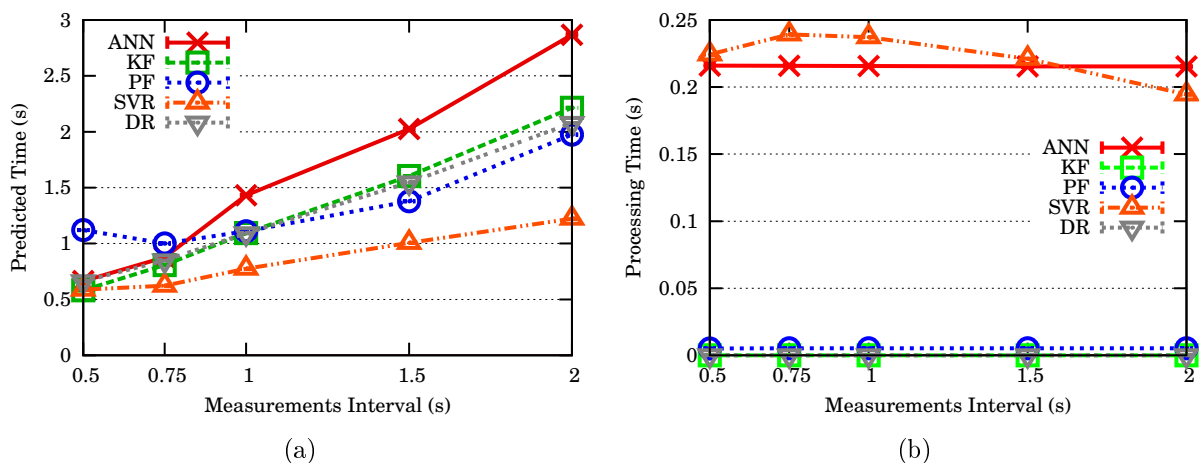 3
2.5
2
1.5
1
0.5
0
Predicted Time (s)
ANN
KF
PF
SVR
DR
0.5 0.75 1 1.5 2
Measurements Interval (s)
(a)
0.25
0.2
0.15
0.1
0.05
0
Processing Time (s)
ANN
KF
PF
SVR
DR
0.5 0.75 1 1.5 2
Measurements Interval (s)
(b)